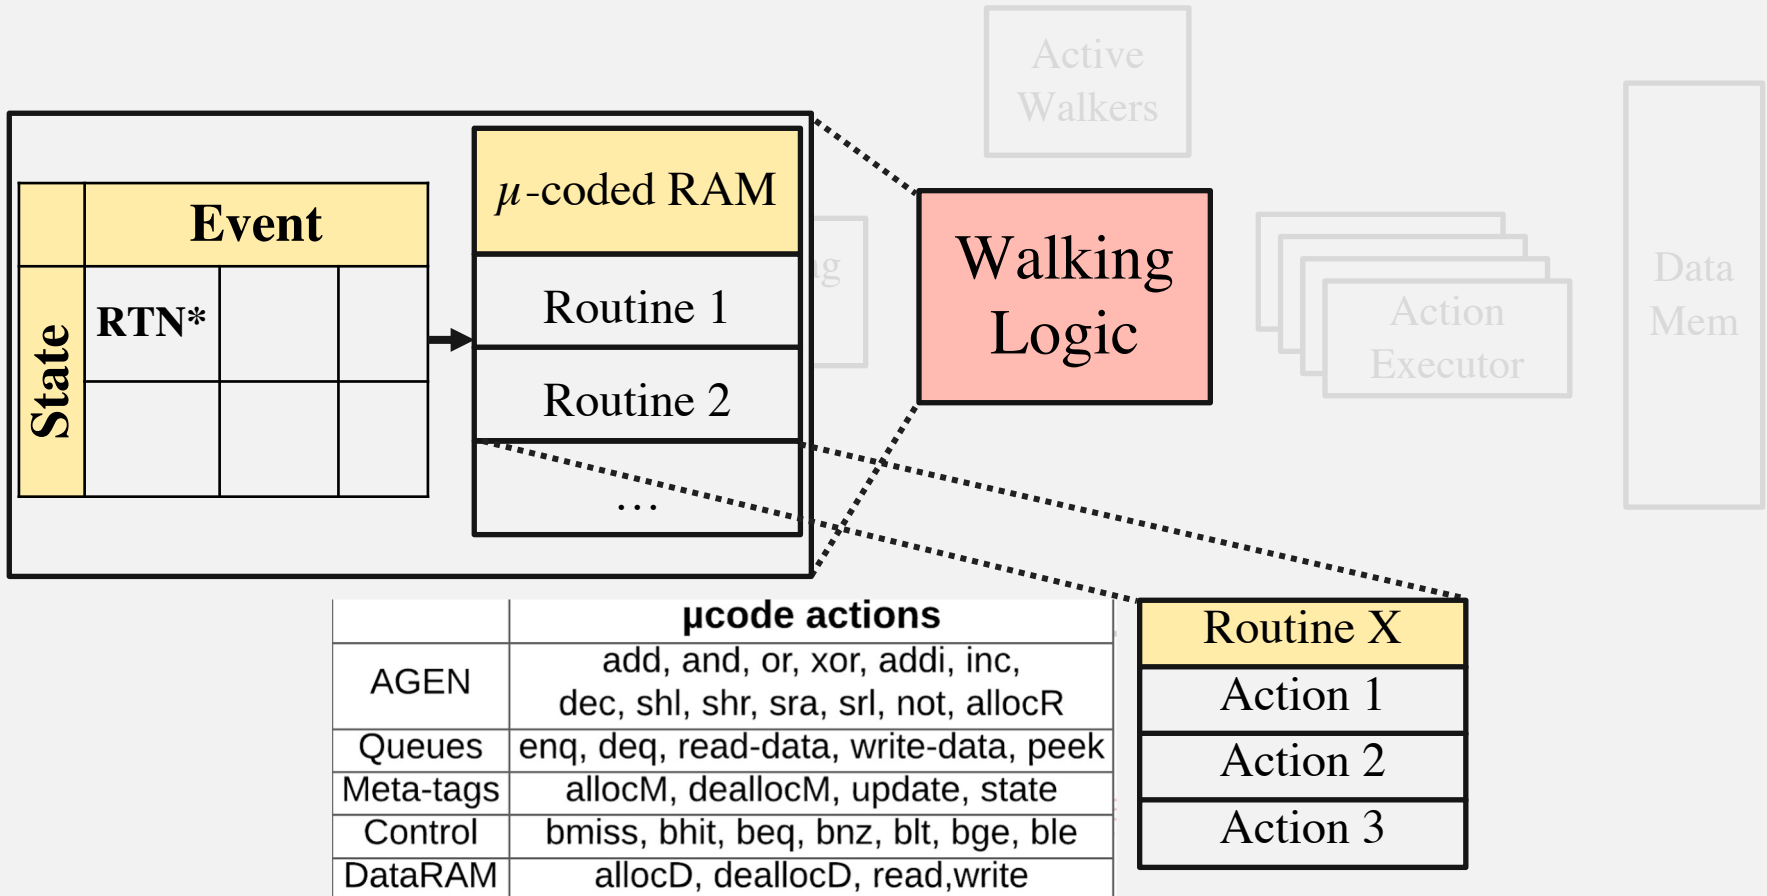 Active
Walkers
Event
State
RTN*
μ-coded RAM
Routine 1
Routine 2
...
Walking
Logic
Action
Executor
Data
Mem
µcode actions
AGEN
add, and, or, xor, addi, inc,
dec, shl, shr, sra, srl, not, allocR
Queues
enq, deq, read-data, write-data, peek
Meta-tags
allocM, deallocM, update, state
Control
bmiss, bhit, beq, bnz, blt, bge, ble
DataRAM
allocD, deallocD, read,write
Routine X
Action 1
Action 2
Action 3